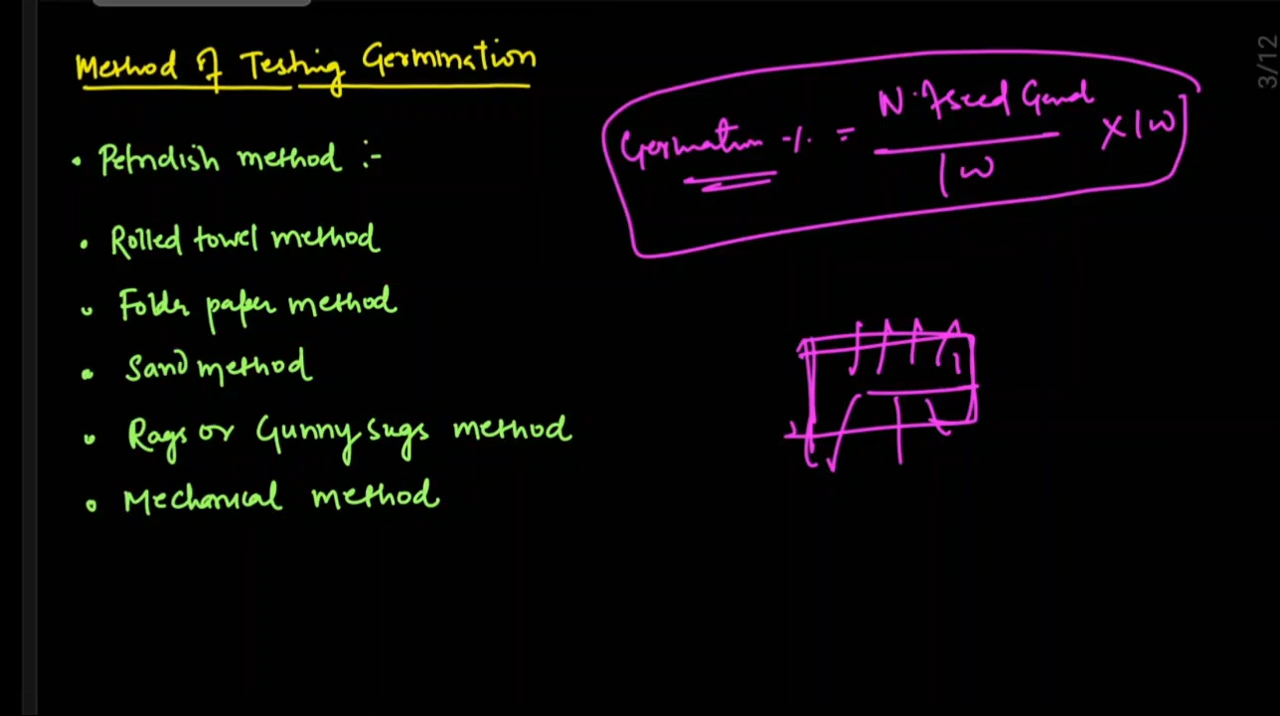 Method of Testing Germination
• Petridish method :-
• Rolled towel method
• Folder paper method
• Sand method
• Rags or Gunny sugs method
• Mechanical method
Germination % = N. of seed Germd / 100 × 100
3/12